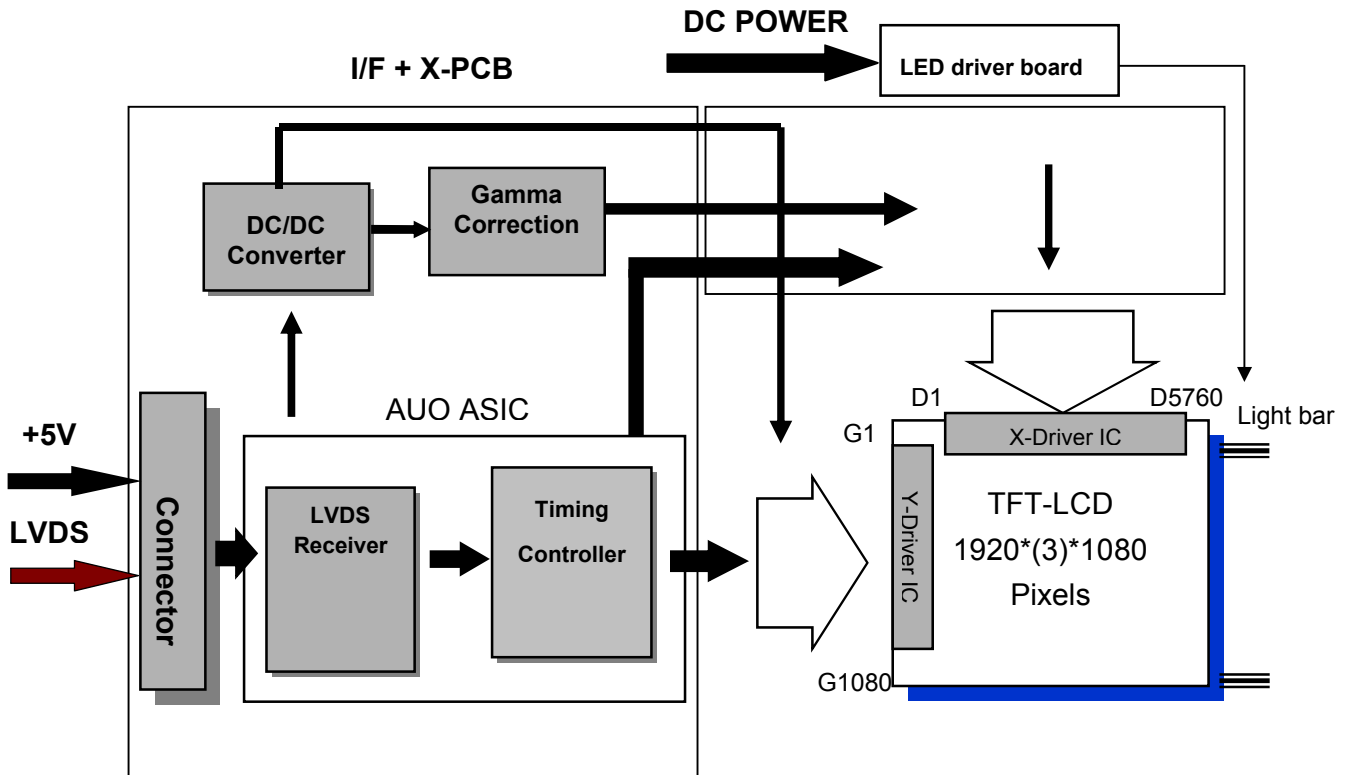 DC POWER
LED driver board
I/F + X-PCB
Gamma
Correction
DC/DC
Converter
AUO ASIC
D1
D5760
Light bar
+5V
G1
X-Driver IC
Connector
LVDS
Receiver
Timing
Controller
Y-Driver IC
TFT-LCD
1920*(3)*1080
Pixels
LVDS
G1080